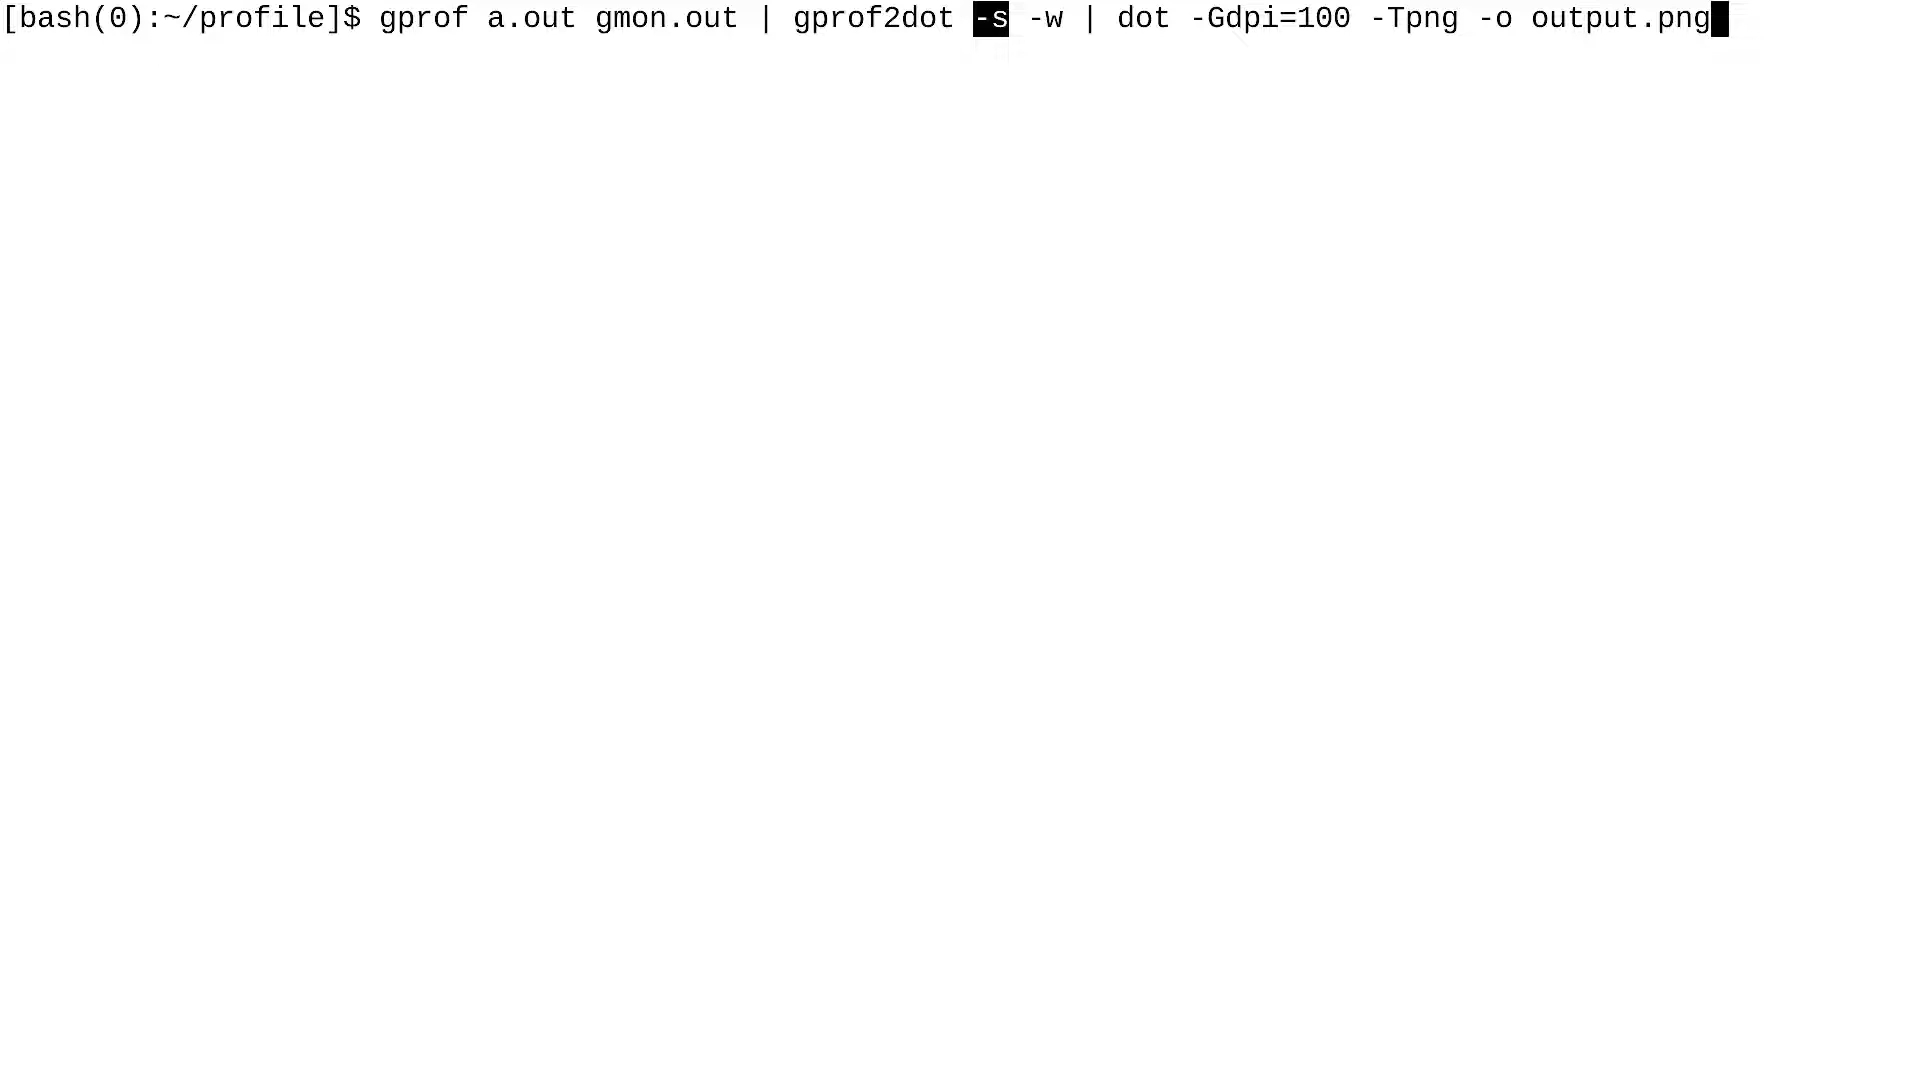 [bash(0):~/profile]$ gprof a.out gmon.out | gprof2dot -s -w | dot -Gdpi=100 -Tpng -o output.png